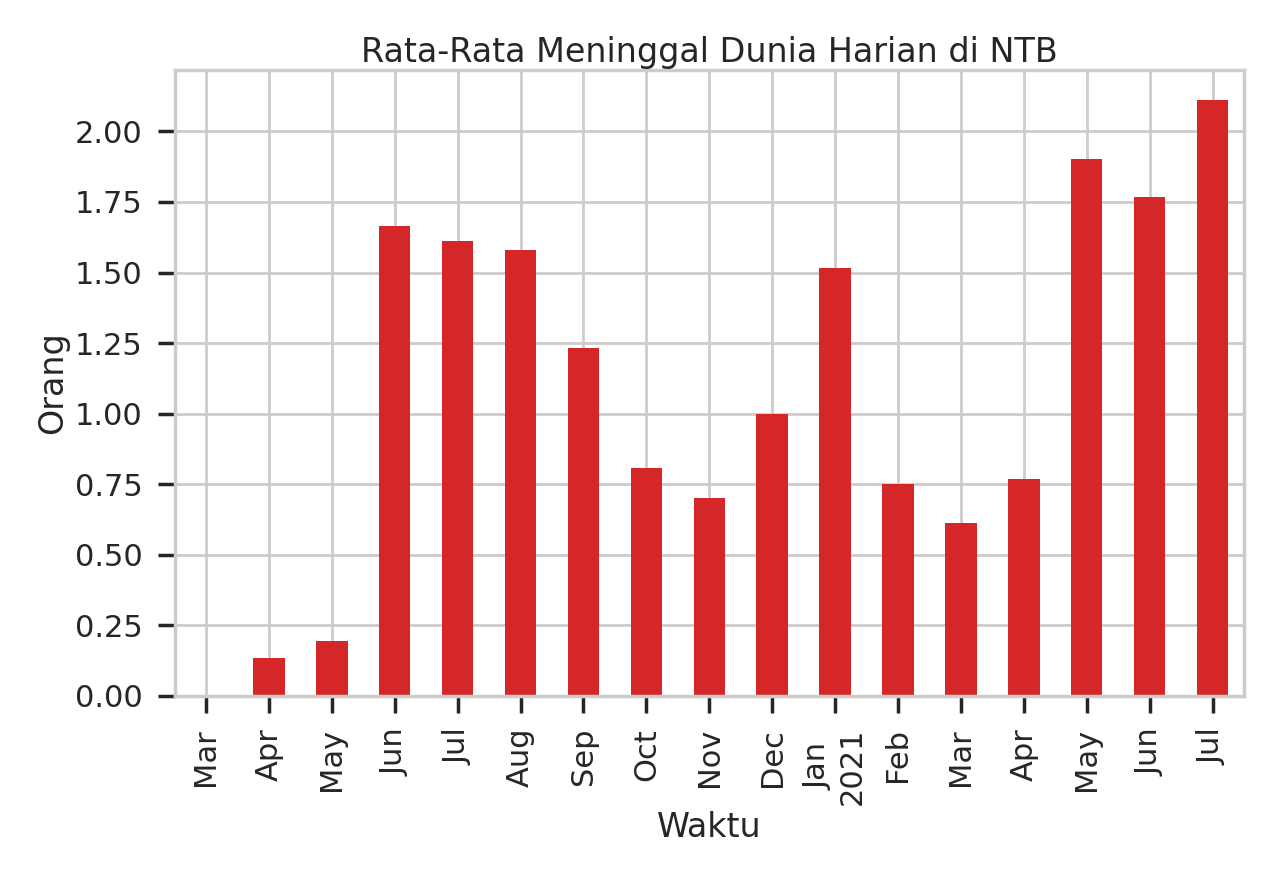 Rata-Rata Meninggal Dunia Harian di NTB
Orang
2.00
1.75
1.50
1.25
1.00
0.75
0.50
0.25
0.00
Mar
Apr
May
Jun
Jul
Aug
Sep
Oct
Nov
Dec
Jan
2021
Feb
Mar
Apr
May
Jun
Jul
Waktu